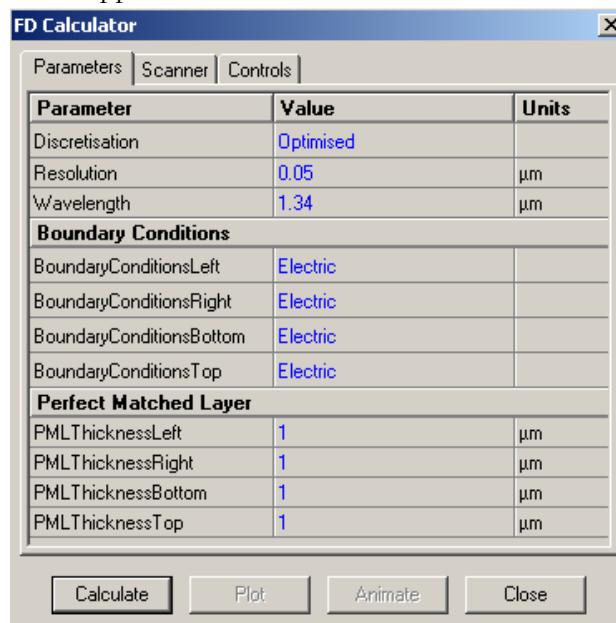 FD Calculator
Parameters Scanner Controls
Parameter Value Units
Discretisation Optimised
Resolution 0.05 µm
Wavelength 1.34 µm
Boundary Conditions
BoundaryConditionsLeft Electric
BoundaryConditionsRight Electric
BoundaryConditionsBottom Electric
BoundaryConditionsTop Electric
Perfect Matched Layer
PMLThicknessLeft 1 µm
PMLThicknessRight 1 µm
PMLThicknessBottom 1 µm
PMLThicknessTop 1 µm
Calculate Plot Animate Close